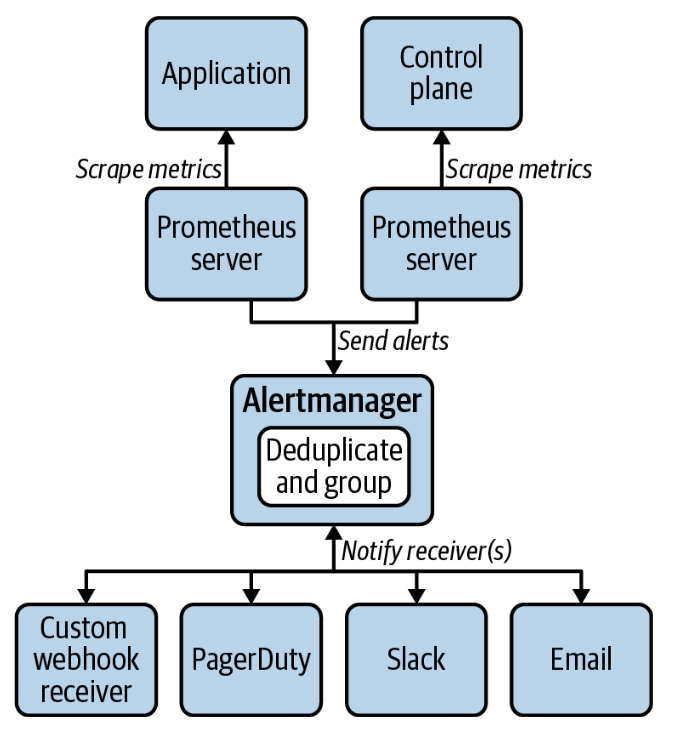 Application
Control
plane
Scrape metrics
Scrape metrics
Prometheus
server
Prometheus
server
Send alerts
Alertmanager
Deduplicate
and group
Notify receiver(s)
Custom
webhook
receiver
PagerDuty
Slack
Email